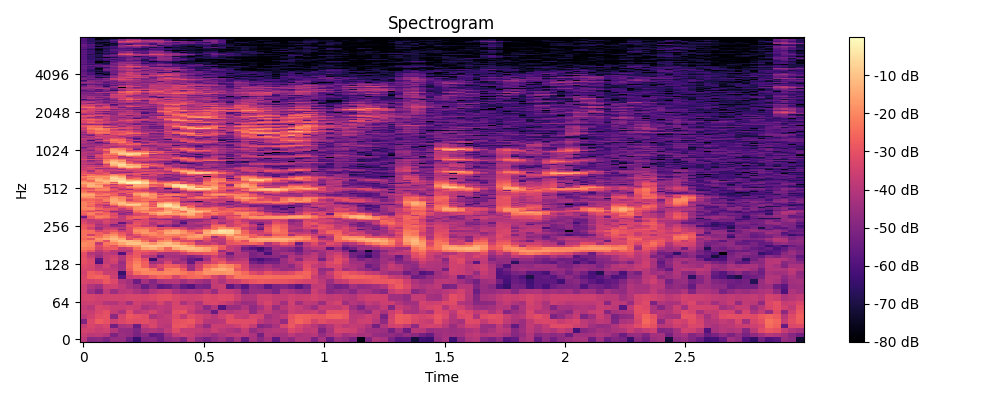 Spectrogram
Hz
4096
2048
1024
512
256
128
64
0
0
0.5
1
1.5
2
2.5
Time
-10 dB
-20 dB
-30 dB
-40 dB
-50 dB
-60 dB
-70 dB
-80 dB